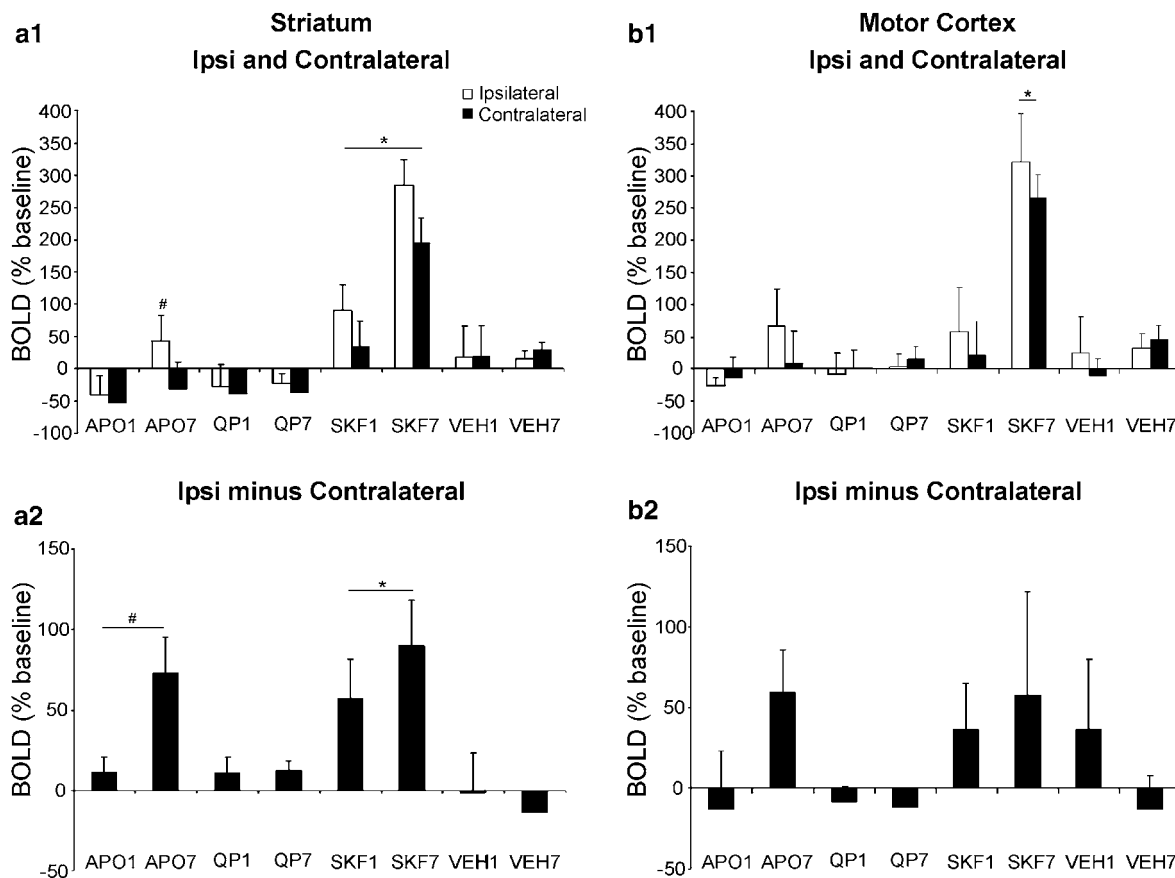 a1
Striatum
Ipsi and Contralateral
Ipsilateral
Contralateral
BOLD (% baseline)
400
350
300
250
200
150
100
50
0
-50
-100
#
*
APO1 APO7 QP1 QP7 SKF1 SKF7 VEH1 VEH7
b1
Motor Cortex
Ipsi and Contralateral
BOLD (% baseline)
400
350
300
250
200
150
100
50
0
-50
-100
*
APO1 APO7 QP1 QP7 SKF1 SKF7 VEH1 VEH7
a2
Ipsi minus Contralateral
BOLD (% baseline)
150
100
50
0
-50
#
*
APO1 APO7 QP1 QP7 SKF1 SKF7 VEH1 VEH7
b2
Ipsi minus Contralateral
BOLD (% baseline)
150
100
50
0
-50
APO1 APO7 QP1 QP7 SKF1 SKF7 VEH1 VEH7